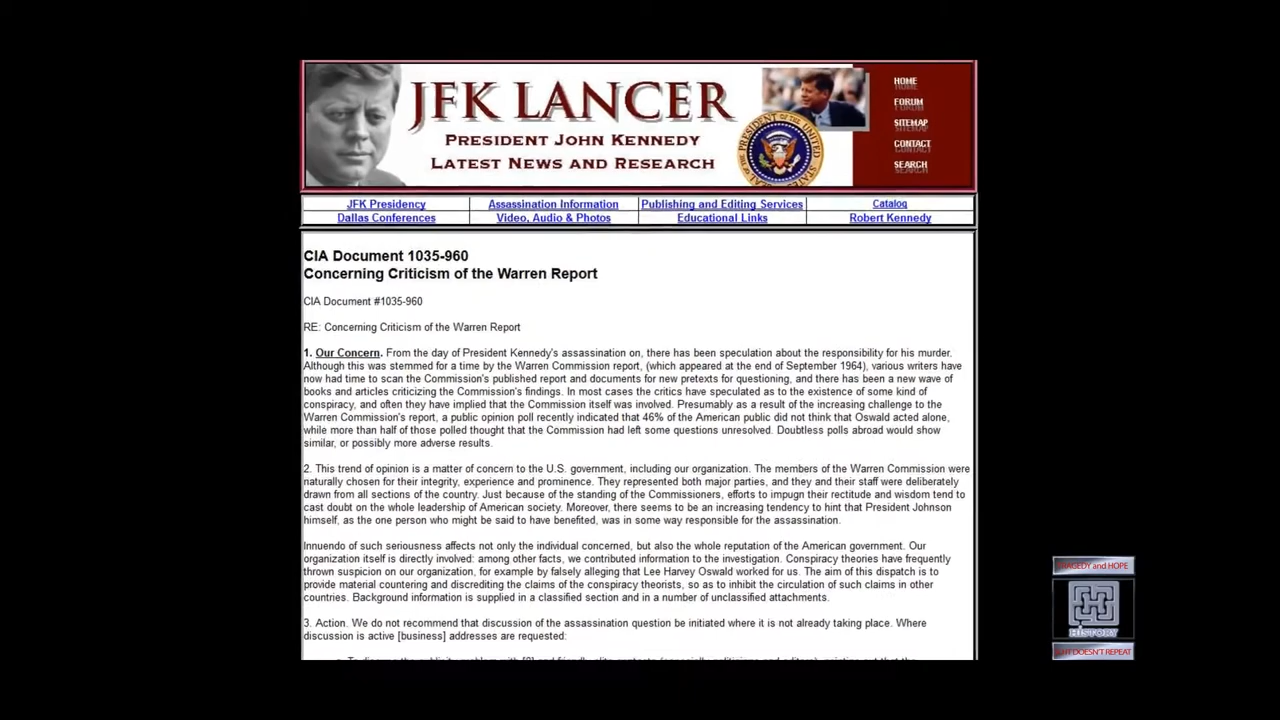 JFK LANCER
PRESIDENT JOHN KENNEDY
LATEST NEWS AND RESEARCH
HOME
FORUM
SITEMAP
CONTACT
SEARCH
JFK Presidency Assassination Information Publishing and Editing Services Catalog
Dallas Conferences Video, Audio & Photos Educational Links Robert Kennedy
CIA Document 1035-960
Concerning Criticism of the Warren Report
CIA Document #1035-960
RE: Concerning Criticism of the Warren Report
1. Our Concern. From the day of President Kennedy's assassination on, there has been speculation about the responsibility for his murder.
Although this was stemmed for a time by the Warren Commission report, (which appeared at the end of September 1964), various writers have
now had time to scan the Commission's published report and documents for new pretexts for questioning, and there has been a new wave of
books and articles criticizing the Commission's findings. In most cases the critics have speculated as to the existence of some kind of
conspiracy, and often they have implied that the Commission itself was involved. Presumably as a result of the increasing challenge to the
Warren Commission's report, a public opinion poll recently indicated that 46% of the American public did not think that Oswald acted alone,
while more than half of those polled thought that the Commission had left some questions unresolved. Doubtless polls abroad would show
similar, or possibly more adverse results.
2. This trend of opinion is a matter of concern to the U.S. government, including our organization. The members of the Warren Commission were
naturally chosen for their integrity, experience and prominence. They represented both major parties, and they and their staff were deliberately
drawn from all sections of the country. Just because of the standing of the Commissioners, efforts to impugn their rectitude and wisdom tend to
cast doubt on the whole leadership of American society. Moreover, there seems to be an increasing tendency to hint that President Johnson
himself, as the one person who might be said to have benefited, was in some way responsible for the assassination.
Innuendo of such seriousness affects not only the individual concerned, but also the whole reputation of the American government. Our
organization itself is directly involved: among other facts, we contributed information to the investigation. Conspiracy theories have frequently
thrown suspicion on our organization, for example by falsely alleging that Lee Harvey Oswald worked for us. The aim of this dispatch is to
provide material countering and discrediting the claims of the conspiracy theorists, so as to inhibit the circulation of such claims in other
countries. Background information is supplied in a classified section and in a number of unclassified attachments.
3. Action. We do not recommend that discussion of the assassination question be initiated where it is not already taking place. Where
discussion is active [business] addresses are requested:
TRAGEDY and HOPE
HISTORY
JUST DOESN'T REPEAT